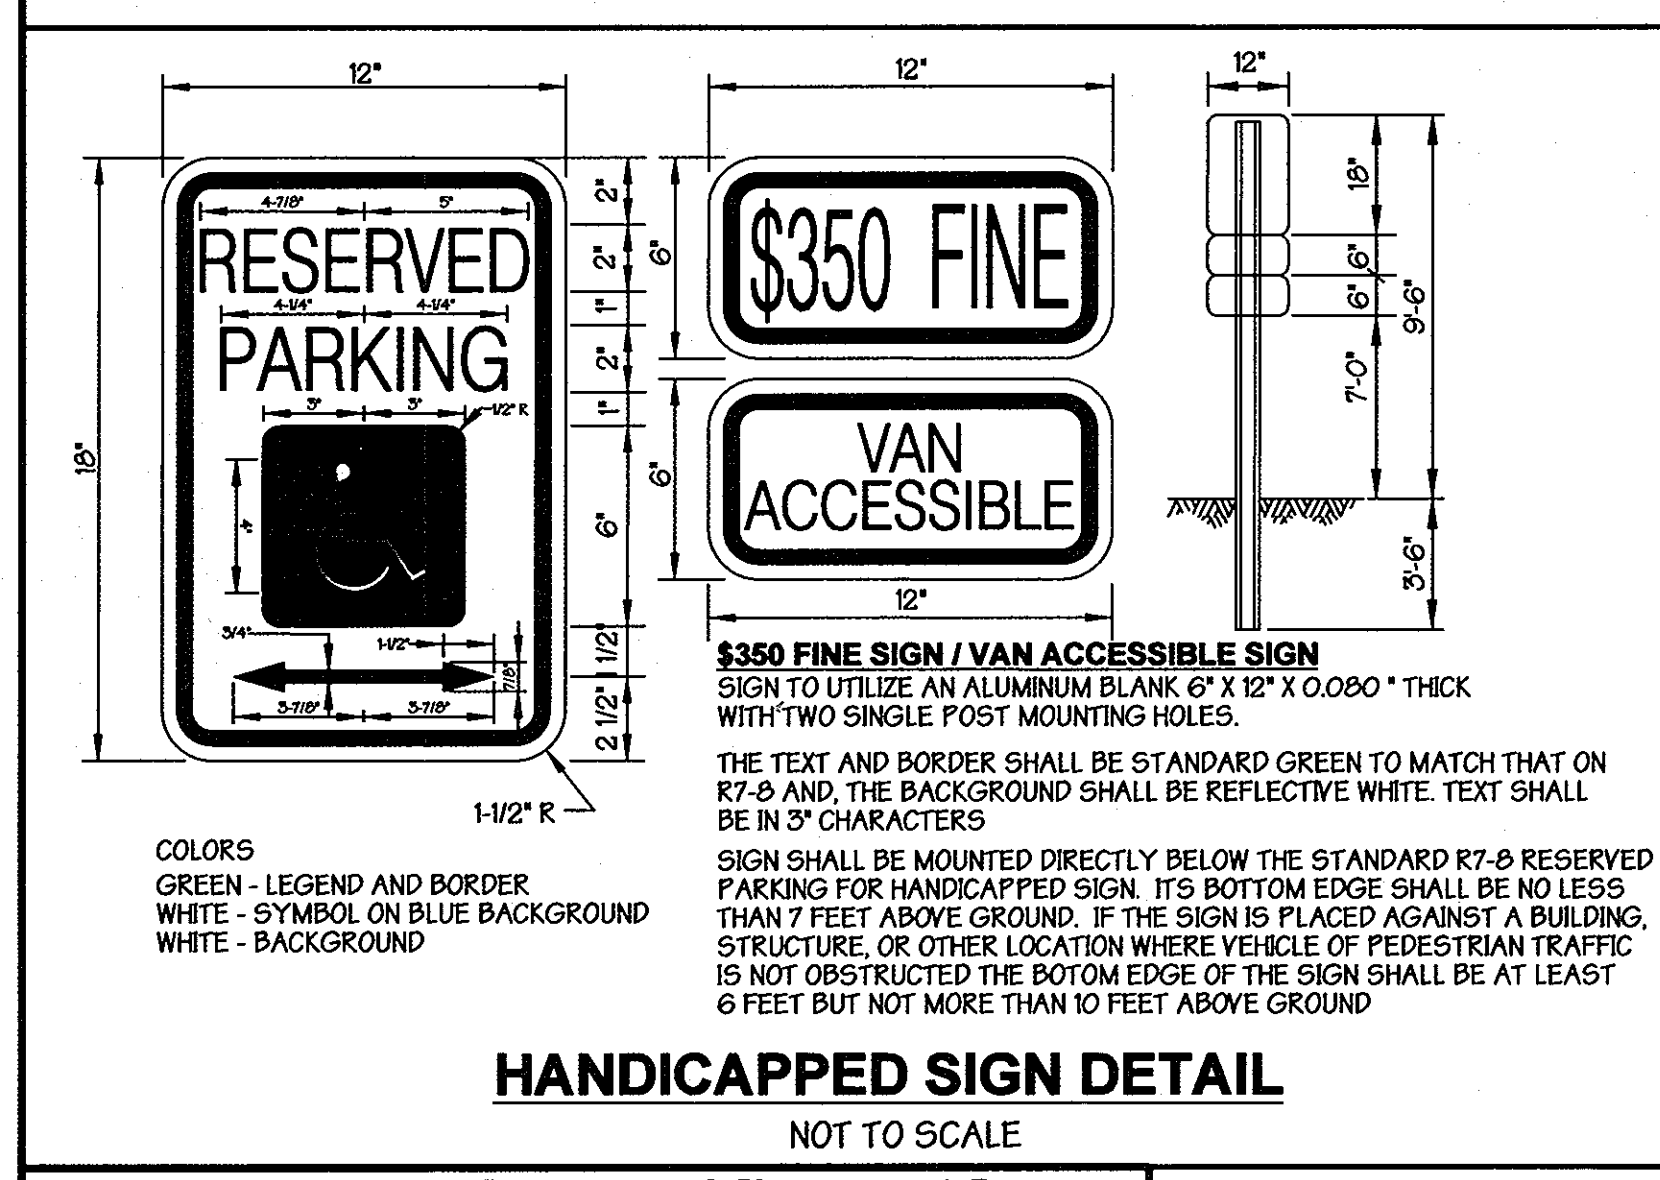 12"
18"
4-7/8"
5"
RESERVED
4-1/4"
4-1/4"
PARKING
3"
3"
1/2" R
4"
3/4"
1-1/2"
7/8"
3-7/8"
3-7/8"
2"
2"
1"
2"
1"
6"
1 1/2"
2 1/2"
1-1/2" R
COLORS
GREEN - LEGEND AND BORDER
WHITE - SYMBOL ON BLUE BACKGROUND
WHITE - BACKGROUND
12"
6"
$350 FINE
6"
VAN
ACCESSIBLE
12"
12"
18"
6"
6"
7'-0"
9'-6"
3'-6"
$350 FINE SIGN / VAN ACCESSIBLE SIGN
SIGN TO UTILIZE AN ALUMINUM BLANK 6" X 12" X 0.080 " THICK
WITH TWO SINGLE POST MOUNTING HOLES.
THE TEXT AND BORDER SHALL BE STANDARD GREEN TO MATCH THAT ON
R7-8 AND, THE BACKGROUND SHALL BE REFLECTIVE WHITE. TEXT SHALL
BE IN 3" CHARACTERS
SIGN SHALL BE MOUNTED DIRECTLY BELOW THE STANDARD R7-8 RESERVED
PARKING FOR HANDICAPPED SIGN. ITS BOTTOM EDGE SHALL BE NO LESS
THAN 7 FEET ABOVE GROUND. IF THE SIGN IS PLACED AGAINST A BUILDING,
STRUCTURE, OR OTHER LOCATION WHERE VEHICLE OF PEDESTRIAN TRAFFIC
IS NOT OBSTRUCTED THE BOTOM EDGE OF THE SIGN SHALL BE AT LEAST
6 FEET BUT NOT MORE THAN 10 FEET ABOVE GROUND
HANDICAPPED SIGN DETAIL
NOT TO SCALE